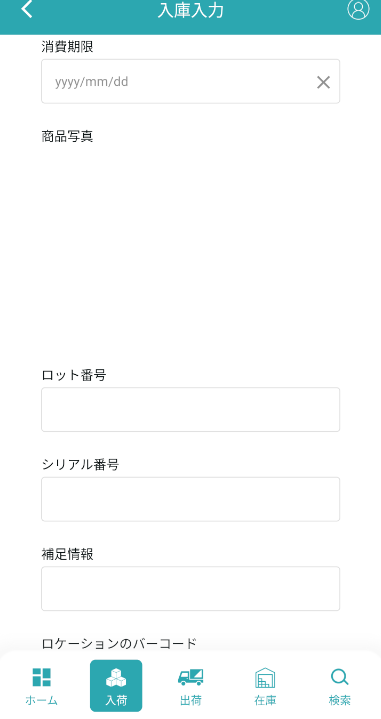 入庫入力
消費期限
yyyy/mm/dd
商品写真
ロット番号
シリアル番号
補足情報
ロケーションのバーコード
ホーム
入荷
出荷
在庫
検索